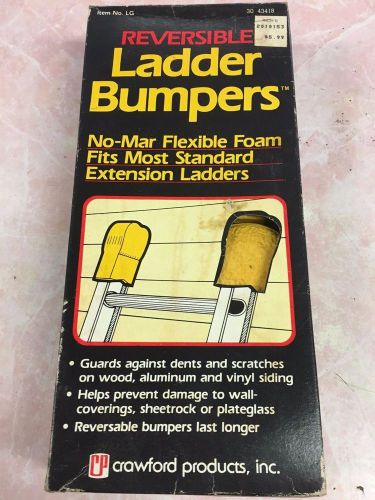 Item No. LG
30 43418
2019153
$5.99
REVERSIBLE
Ladder
Bumpers™
No-Mar Flexible Foam
Fits Most Standard
Extension Ladders
• Guards against dents and scratches
on wood, aluminum and vinyl siding
• Helps prevent damage to wall-
coverings, sheetrock or plateglass
• Reversable bumpers last longer
CP crawford products, inc.